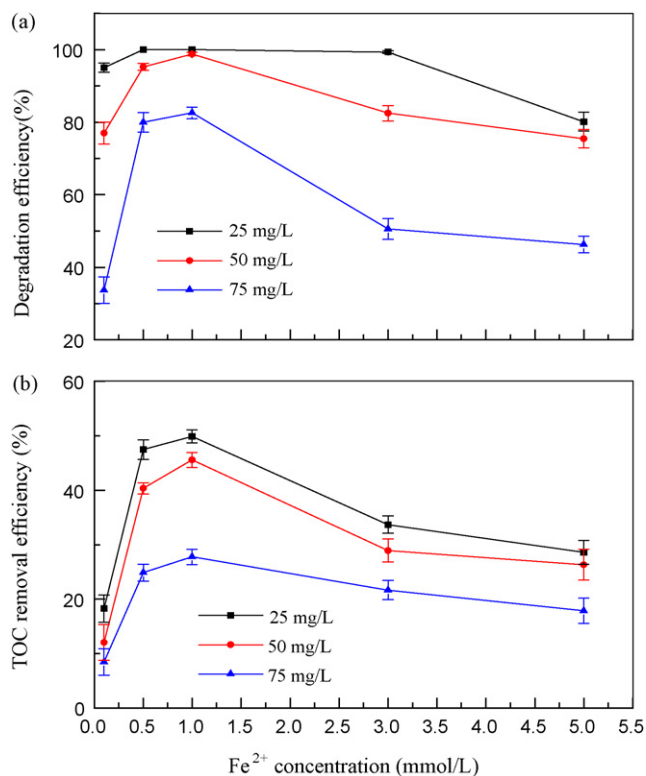 (a)
Degradation efficiency(%)
100
80
60
40
20
25 mg/L
50 mg/L
75 mg/L
(b)
TOC removal efficiency (%)
60
40
20
0
25 mg/L
50 mg/L
75 mg/L
0.0 0.5 1.0 1.5 2.0 2.5 3.0 3.5 4.0 4.5 5.0 5.5
Fe²⁺ concentration (mmol/L)